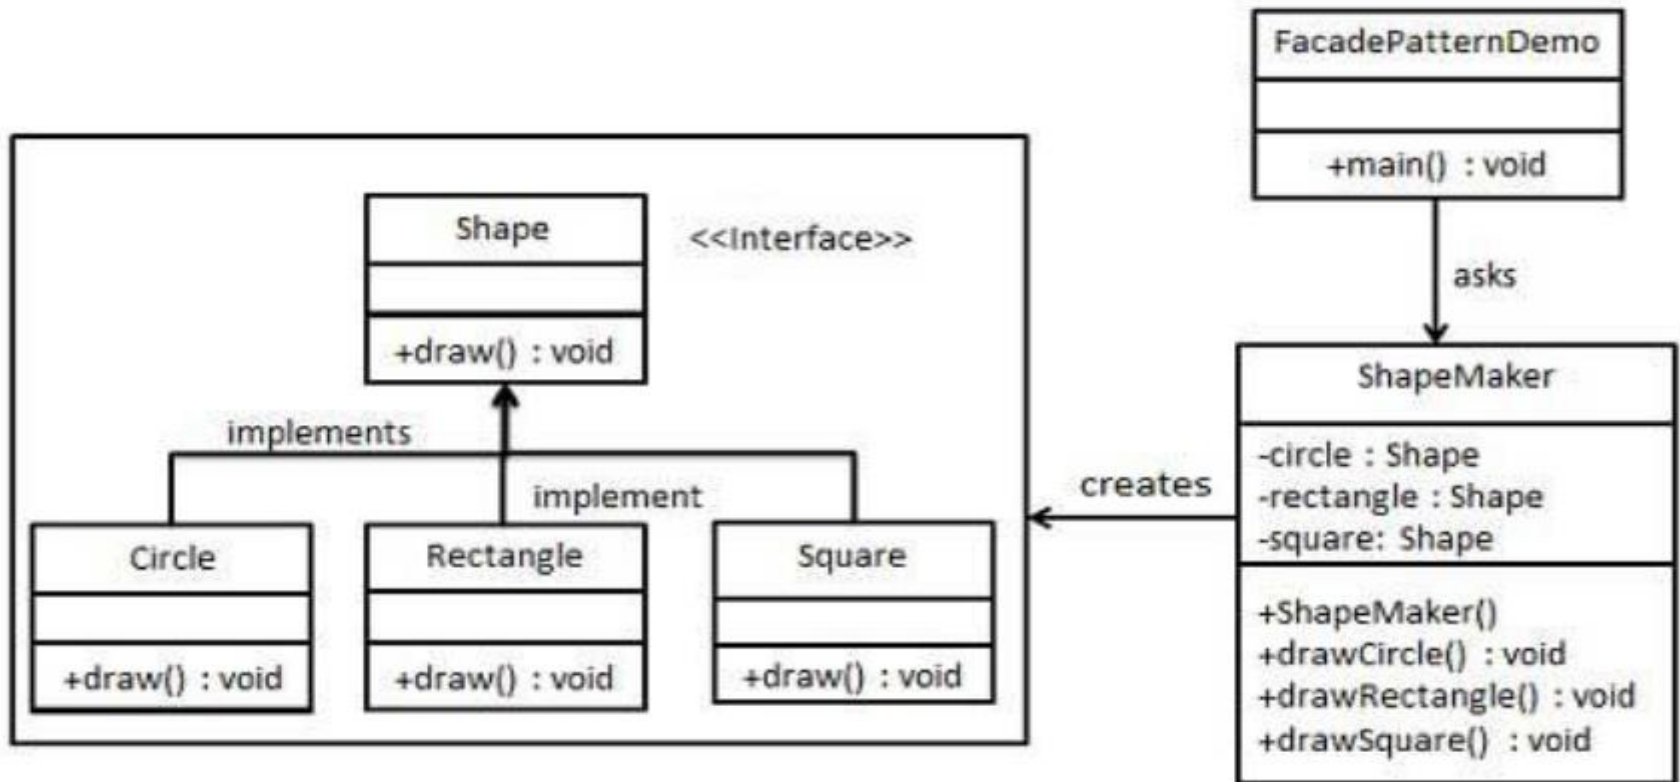 FacadePatternDemo
+main() : void
asks
Shape
<<Interface>>
+draw() : void
implements
implement
Circle
+draw() : void
Rectangle
+draw() : void
Square
+draw() : void
creates
ShapeMaker
-circle : Shape
-rectangle : Shape
-square: Shape
+ShapeMaker()
+drawCircle() : void
+drawRectangle() : void
+drawSquare() : void